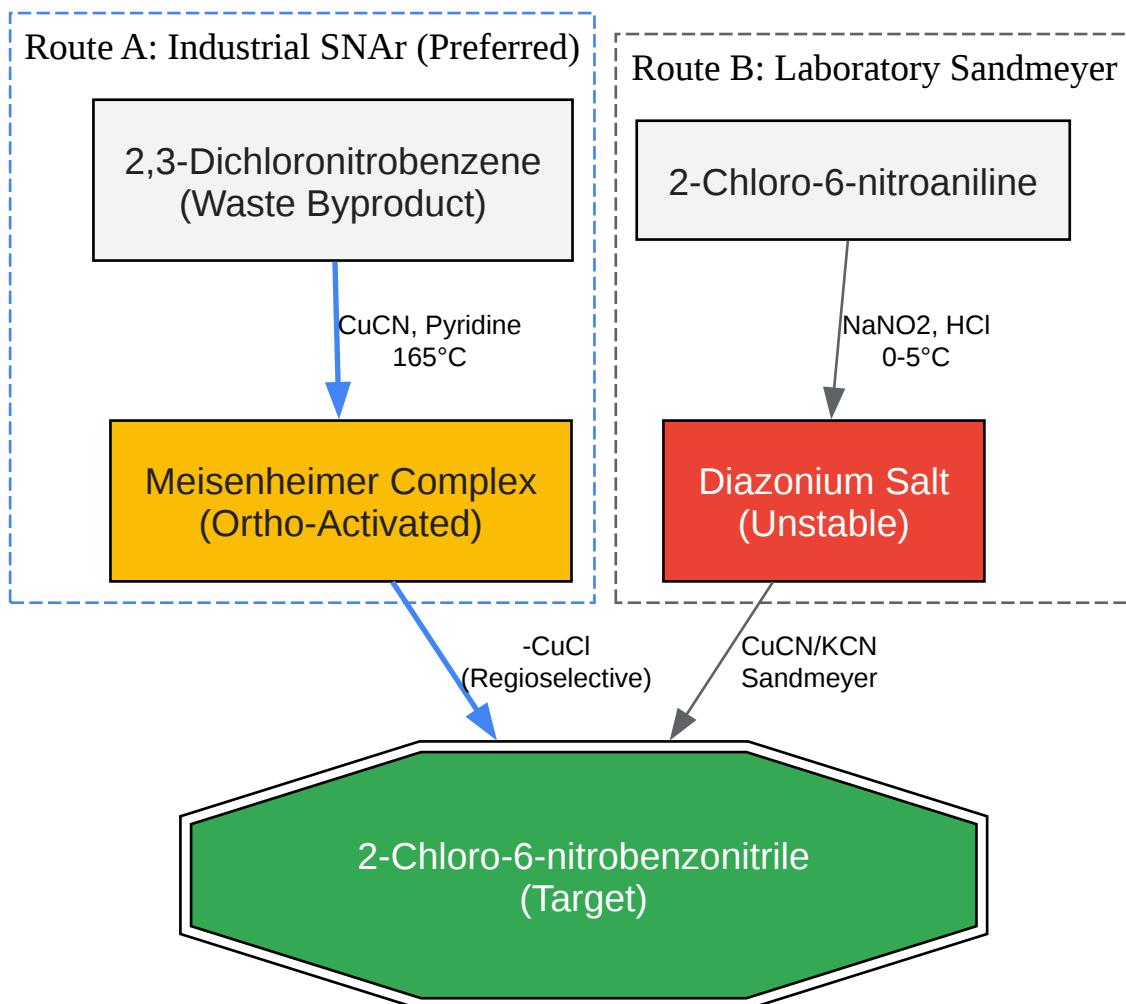 Route A: Industrial SNAr (Preferred)
2,3-Dichloronitrobenzene
(Waste Byproduct)
CuCN, Pyridine
165°C
Meisenheimer Complex
(Ortho-Activated)
-CuCl
(Regioselective)
Route B: Laboratory Sandmeyer
2-Chloro-6-nitroaniline
NaNO2, HCl
0-5°C
Diazonium Salt
(Unstable)
CuCN/KCN
Sandmeyer
2-Chloro-6-nitrobenzonitrile
(Target)